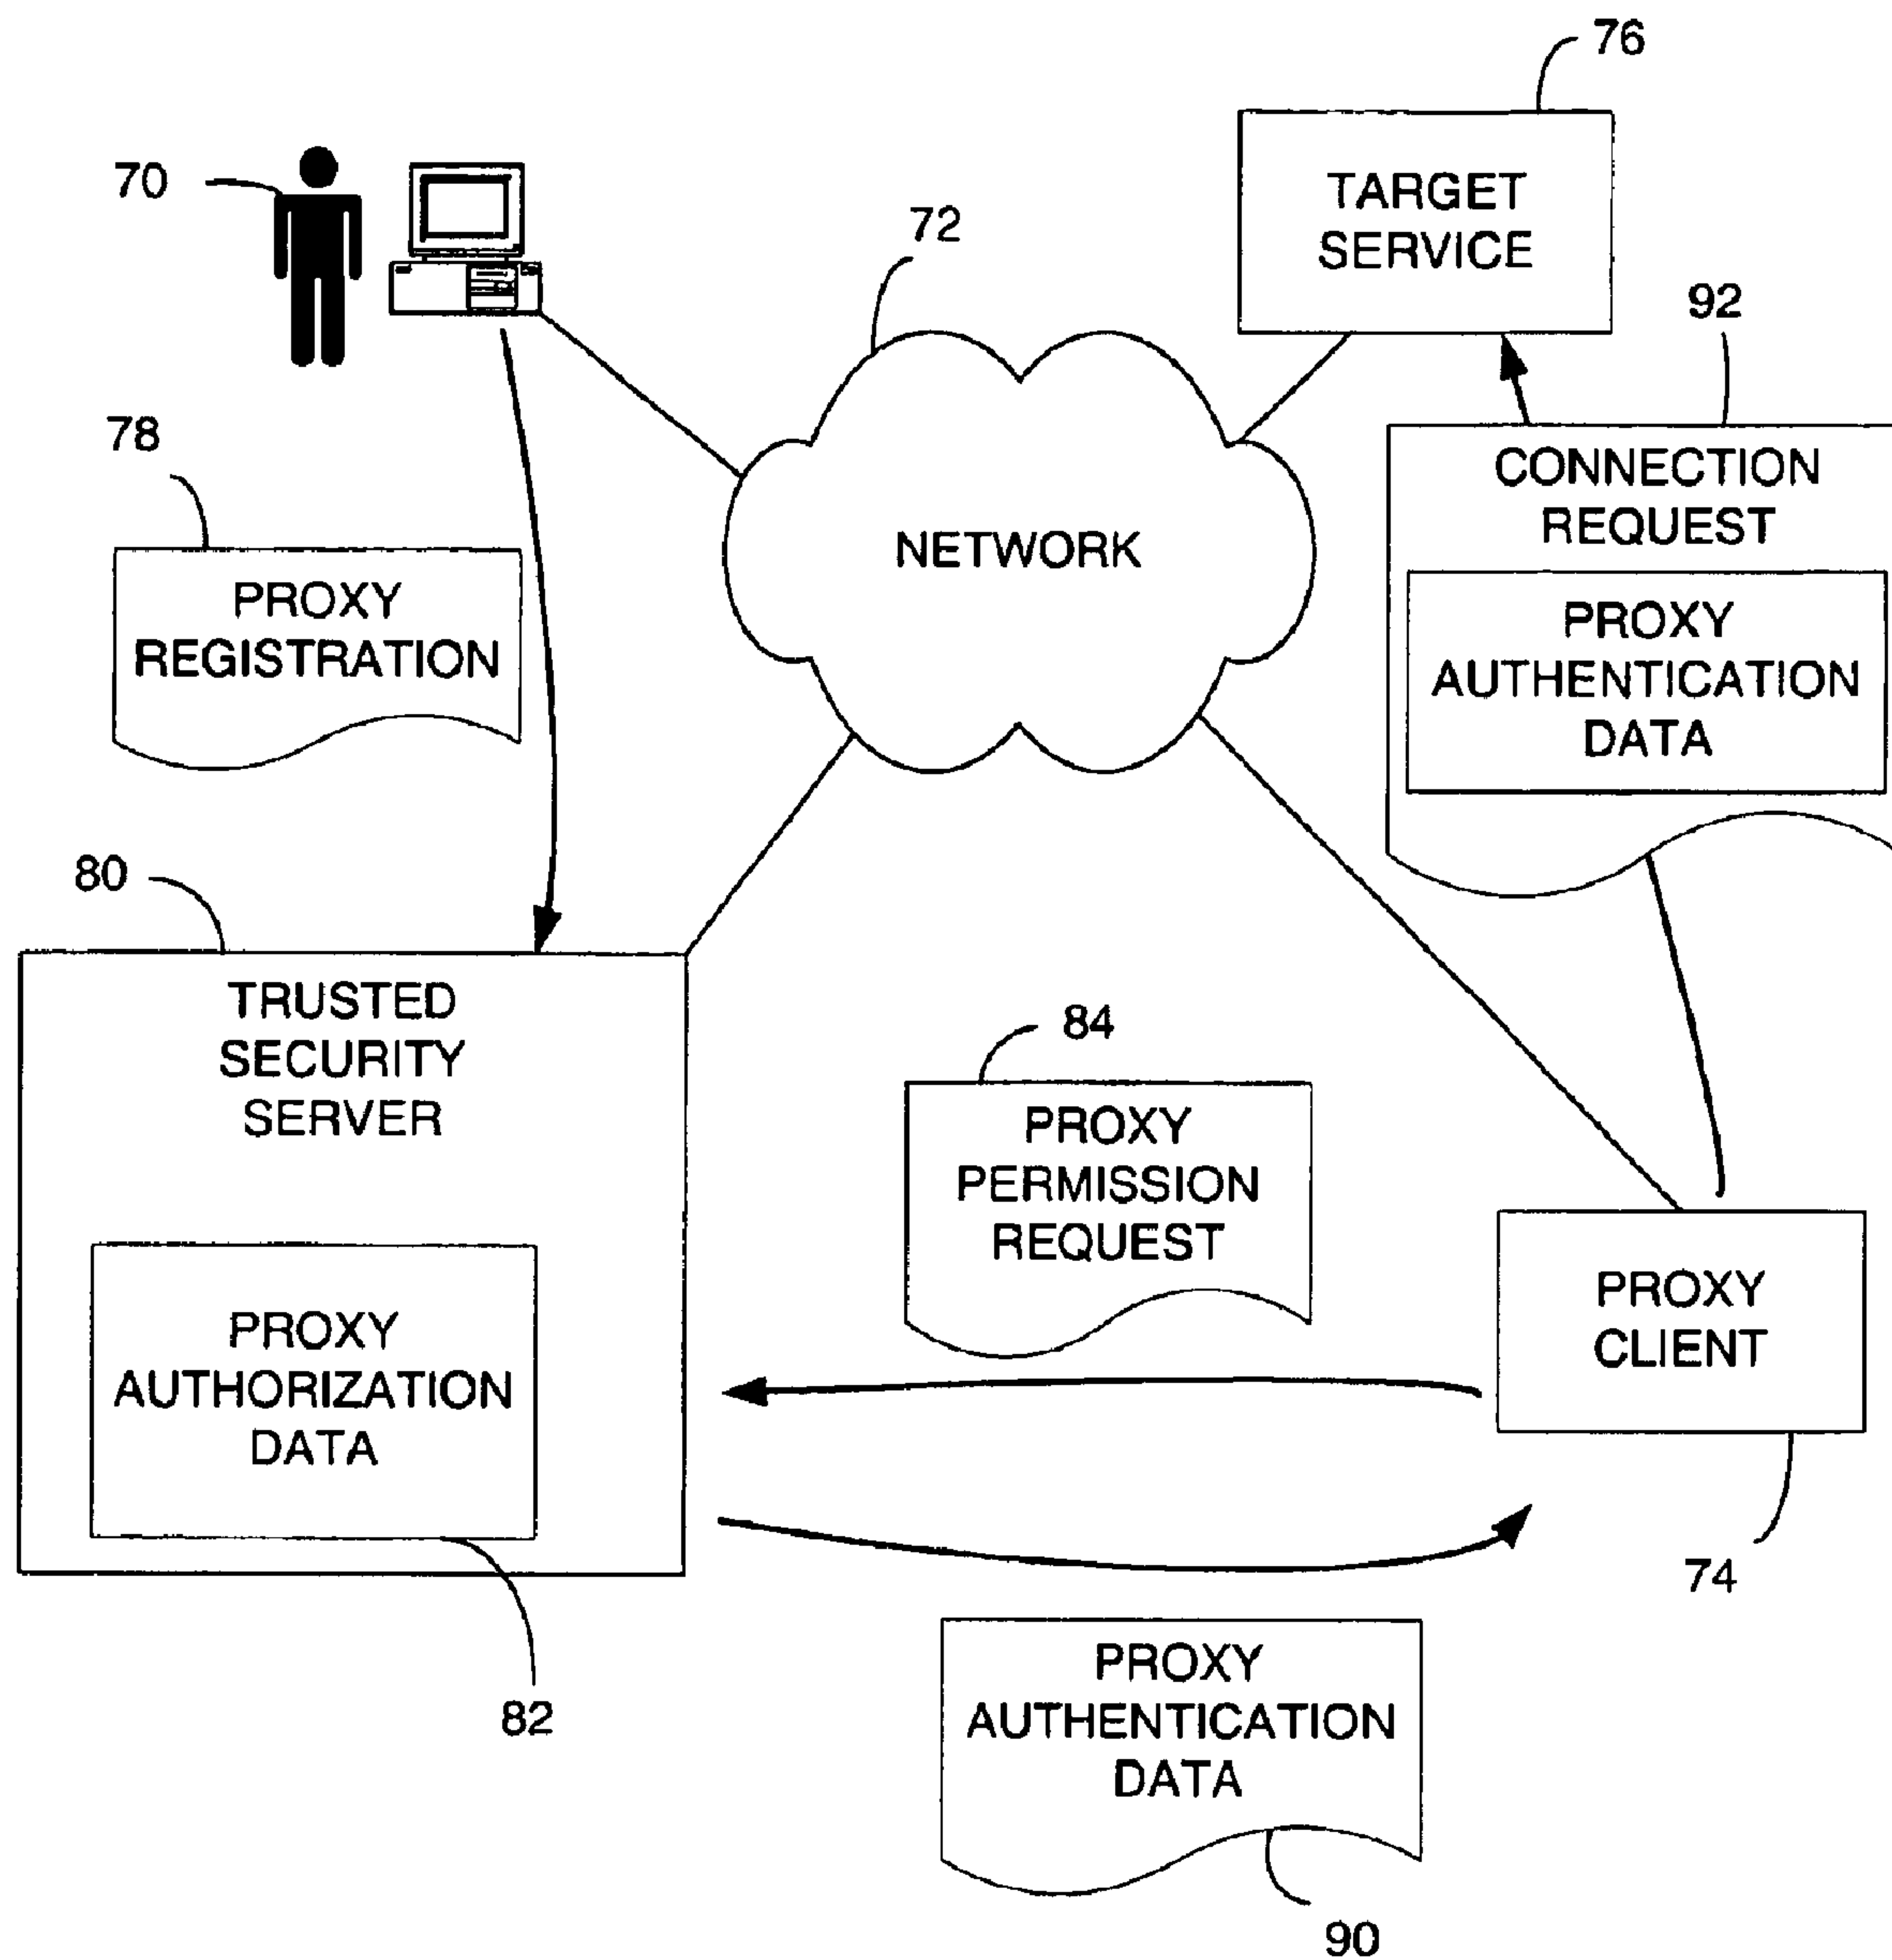 76
70
TARGET
SERVICE
72
92
78
CONNECTION
REQUEST
NETWORK
PROXY
REGISTRATION
PROXY
AUTHENTICATION
DATA
80
TRUSTED
SECURITY
SERVER
84
PROXY
PERMISSION
REQUEST
PROXY
CLIENT
PROXY
AUTHORIZATION
DATA
74
82
PROXY
AUTHENTICATION
DATA
90